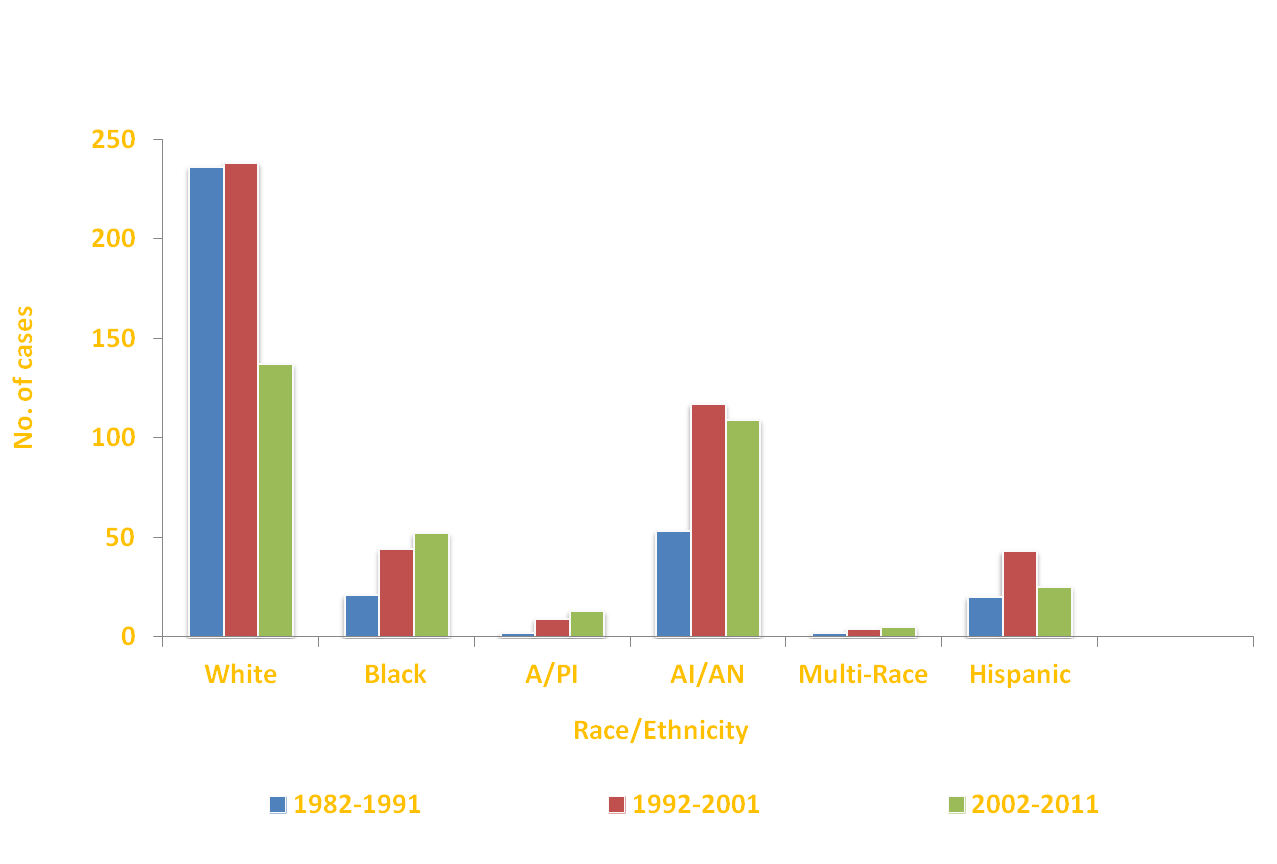 250
200
150
100
50
0
No. of cases
White Black A/PI AI/AN Multi-Race Hispanic
Race/Ethnicity
1982-1991 1992-2001 2002-2011